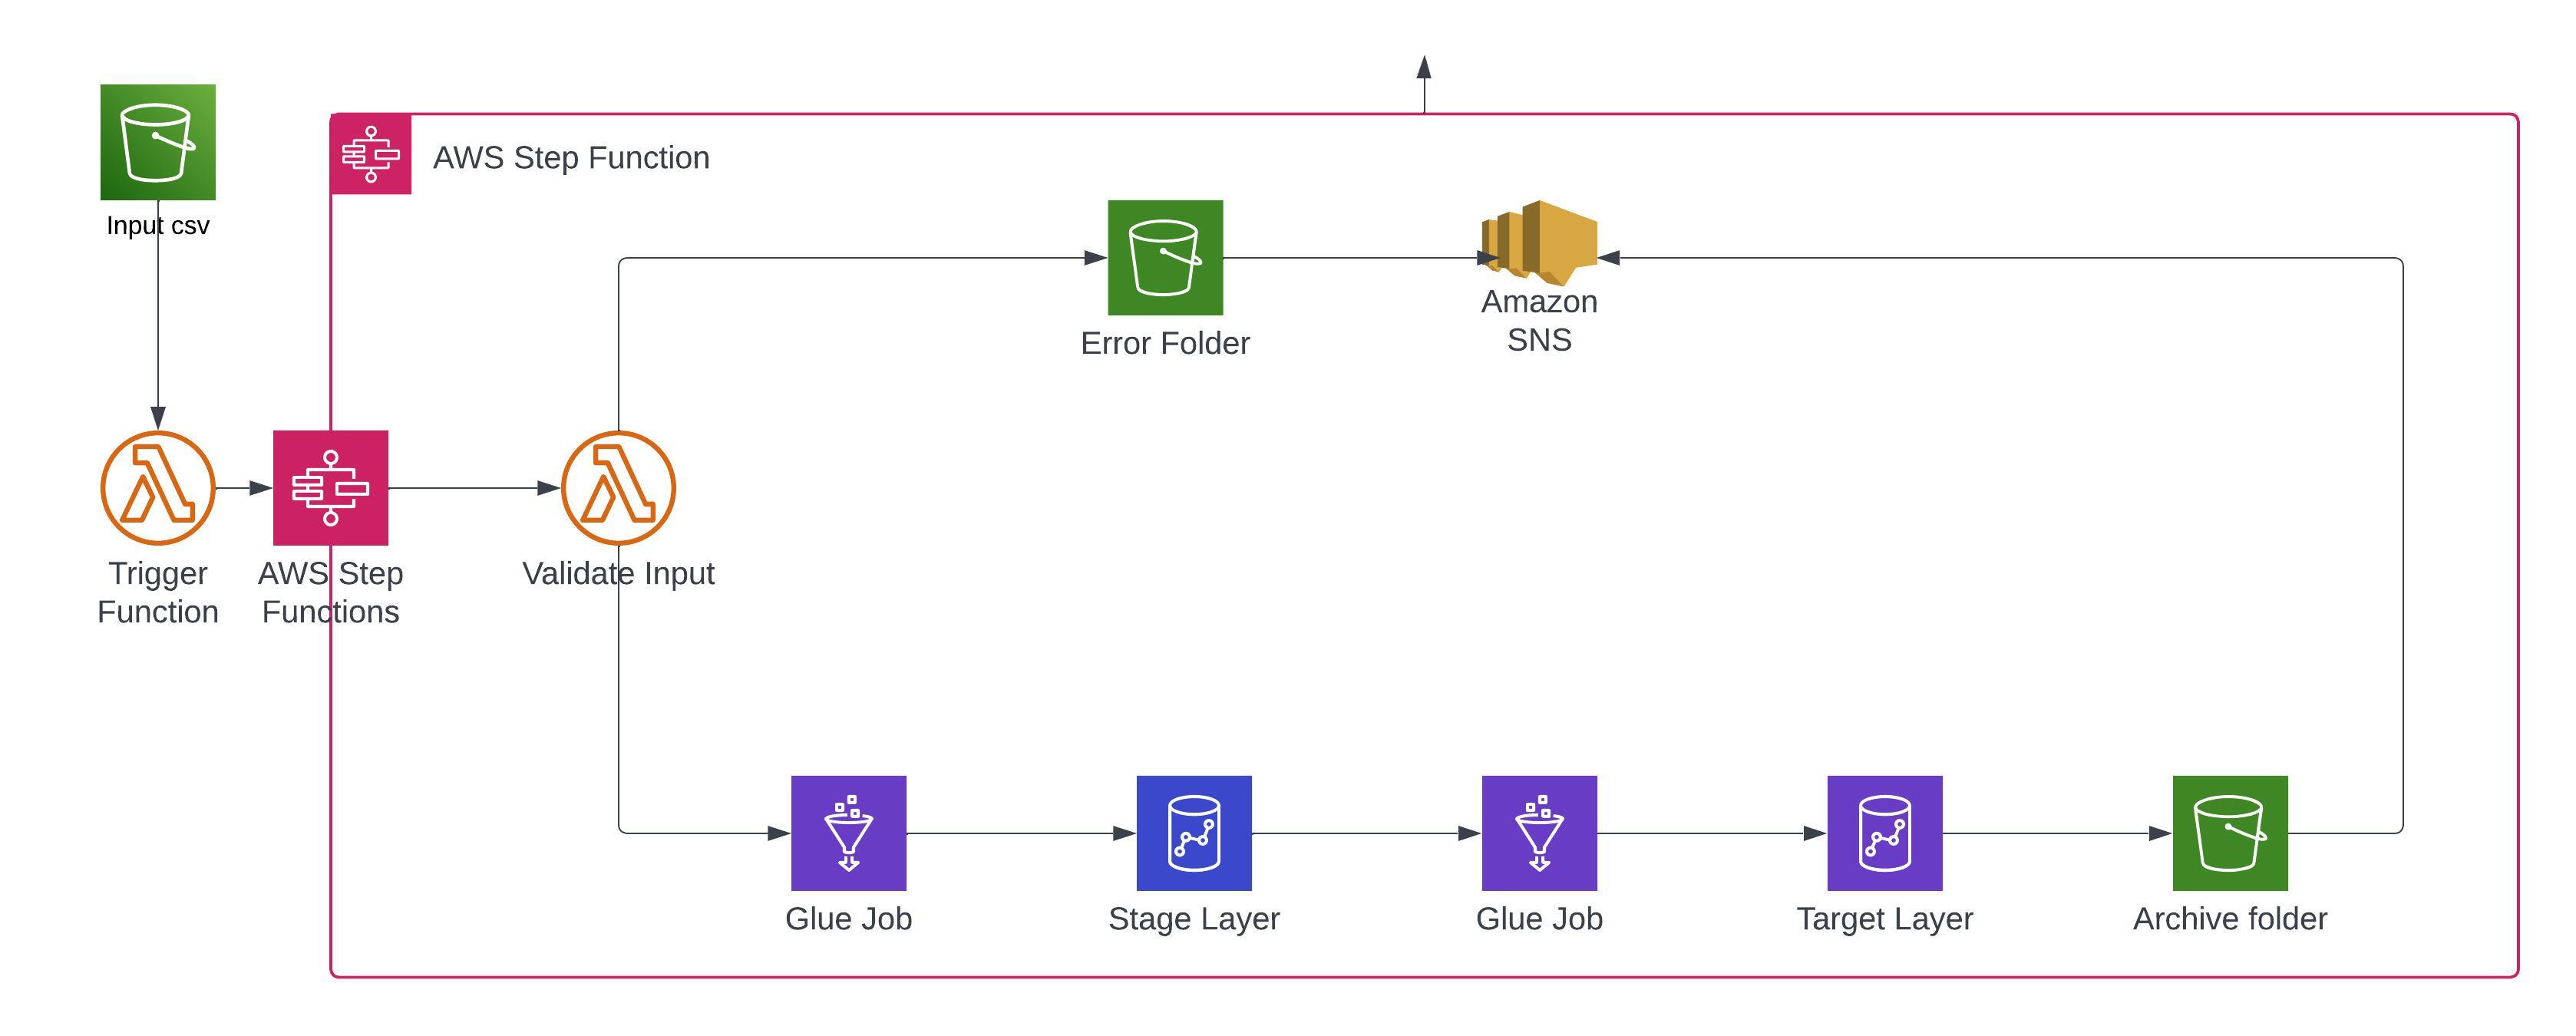 Input csv
AWS Step Function
Error Folder
Amazon
SNS
Trigger
Function
AWS Step
Functions
Validate Input
Glue Job
Stage Layer
Glue Job
Target Layer
Archive folder